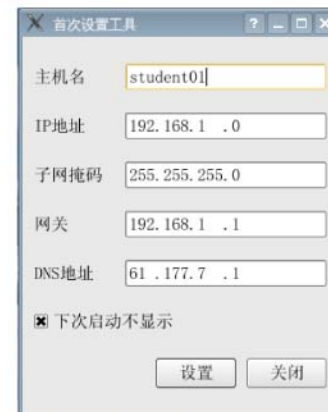 首次设置工具
主机名 student01
IP地址 192.168.1 .0
子网掩码 255.255.255.0
网关 192.168.1 .1
DNS地址 61 .177.7 .1
下次启动不显示
设置 关闭